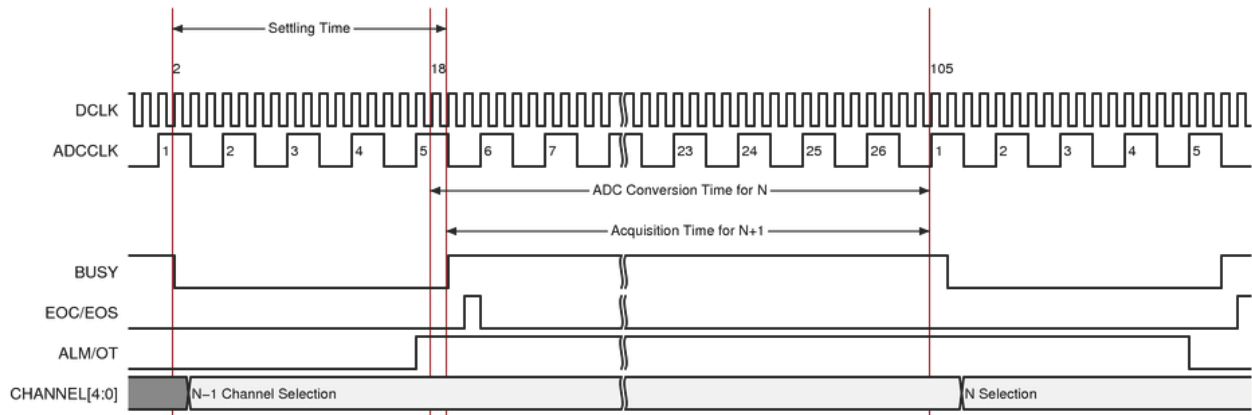 Settling Time
2 18 105
DCLK
ADCCLK 1 2 3 4 5 6 7 23 24 25 26 1 2 3 4 5
ADC Conversion Time for N
Acquisition Time for N+1
BUSY
EOC/EOS
ALM/OT
CHANNEL[4:0] N−1 Channel Selection N Selection